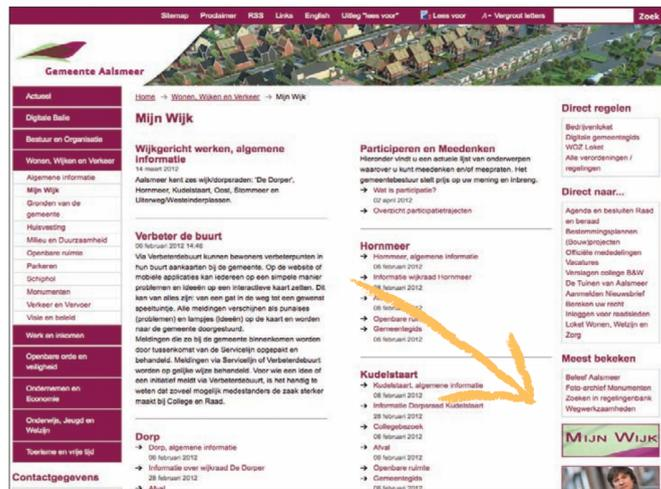 Sitemap Proclaimer RSS Links English Uitleg "lees voor" Lees voor A- Vergroot letters Zoek
Gemeente Aalsmeer
Actueel
Digitale Balie
Bestuur en Organisatie
Wonen, Wijken en Verkeer
Algemene informatie
Mijn Wijk
Gronden van de
gemeente
Huisvesting
Milieu en Duurzaamheid
Openbare ruimte
Parkeren
Schiphol
Monumenten
Verkeer en Vervoer
Visie en beleid
Werk en inkomen
Openbare orde en
veiligheid
Ondernemen en
Economie
Onderwijs, Jeugd en
Welzijn
Toerisme en vrije tijd
Contactgegevens
Home → Wonen, Wijken en Verkeer → Mijn Wijk
Mijn Wijk
Wijkgericht werken, algemene
informatie
14 maart 2012
Aalsmeer kent zes wijk/dorpsraden: 'De Dorper',
Hornmeer, Kudelstaart, Oost, Stommeer en
Uiterweg/Westeinderplassen.
Verbeter de buurt
06 februari 2012 14:46
Via Verbeterdebuurt kunnen bewoners verbeterpunten in
hun buurt aankaarten bij de gemeente. Op de website of
mobiele applicaties kan iedereen op een simpele manier
problemen en ideeën op een interactieve kaart zetten. Dit
kan van alles zijn: van een gat in de weg tot een gewenst
speeltuintje. Alle meldingen verschijnen als punaises
(problemen) en lampjes (ideeën) op de kaart en worden
naar de gemeente doorgestuurd.
Meldingen die zo bij de gemeente binnenkomen worden
door tussenkomst van de Servicelijn opgepakt en
behandeld. Meldingen via Servicelijn of Verbeterdebuurt
worden op gelijke wijze behandeld. Voor wie een idee of
een initiatief meldt via Verbeterdebuurt, is het handig te
weten dat zoveel mogelijk medestanders de zaak sterker
maakt bij College en Raad.
Dorp
→ Dorp, algemene informatie
06 februari 2012
→ Informatie over wijkraad De Dorper
28 februari 2012
→ Afval
Participeren en Meedenken
Hieronder vindt u een actuele lijst van onderwerpen
waarover u kunt meedenken en/of meepraten. Het
gemeentebestuur stelt prijs op uw mening en inbreng.
→ Wat is participatie?
02 april 2012
→ Overzicht participatietrajecten
Hornmeer
→ Hornmeer, algemene informatie
06 februari 2012
→ Informatie wijkraad Hornmeer
→ Openbare
→ Gemeentegids
06 februari 2012
Kudelstaart
→ Kudelstaart, algemene informatie
08 februari 2012
→ Informatie Dorpsraad Kudelstaart
28 februari 2012
→ Collegebezoek
08 februari 2012
→ Afval
06 februari 2012
→ Openbare ruimte
→ Gemeentegids
06 februari 2012
Direct regelen
Bedrijvenloket
Digitale gemeentegids
WOZ Loket
Alle verordeningen /
regelingen
Direct naar...
Agenda en besluiten Raad
en beraad
Bestemmingsplannen
(Bouw)projecten
Officiële mededelingen
Vacatures
Verslagen college B&W
De Tuinen van Aalsmeer
Aanmelden Nieuwsbrief
Bereken uw recht
Inloggen voor raadsleden
Loket Wonen, Welzijn en
Zorg
Meest bekeken
Beleef Aalsmeer
Foto-archief Monumenten
Zoeken in regelingenbank
Wegwerkzaamheden
MIJN WIJK